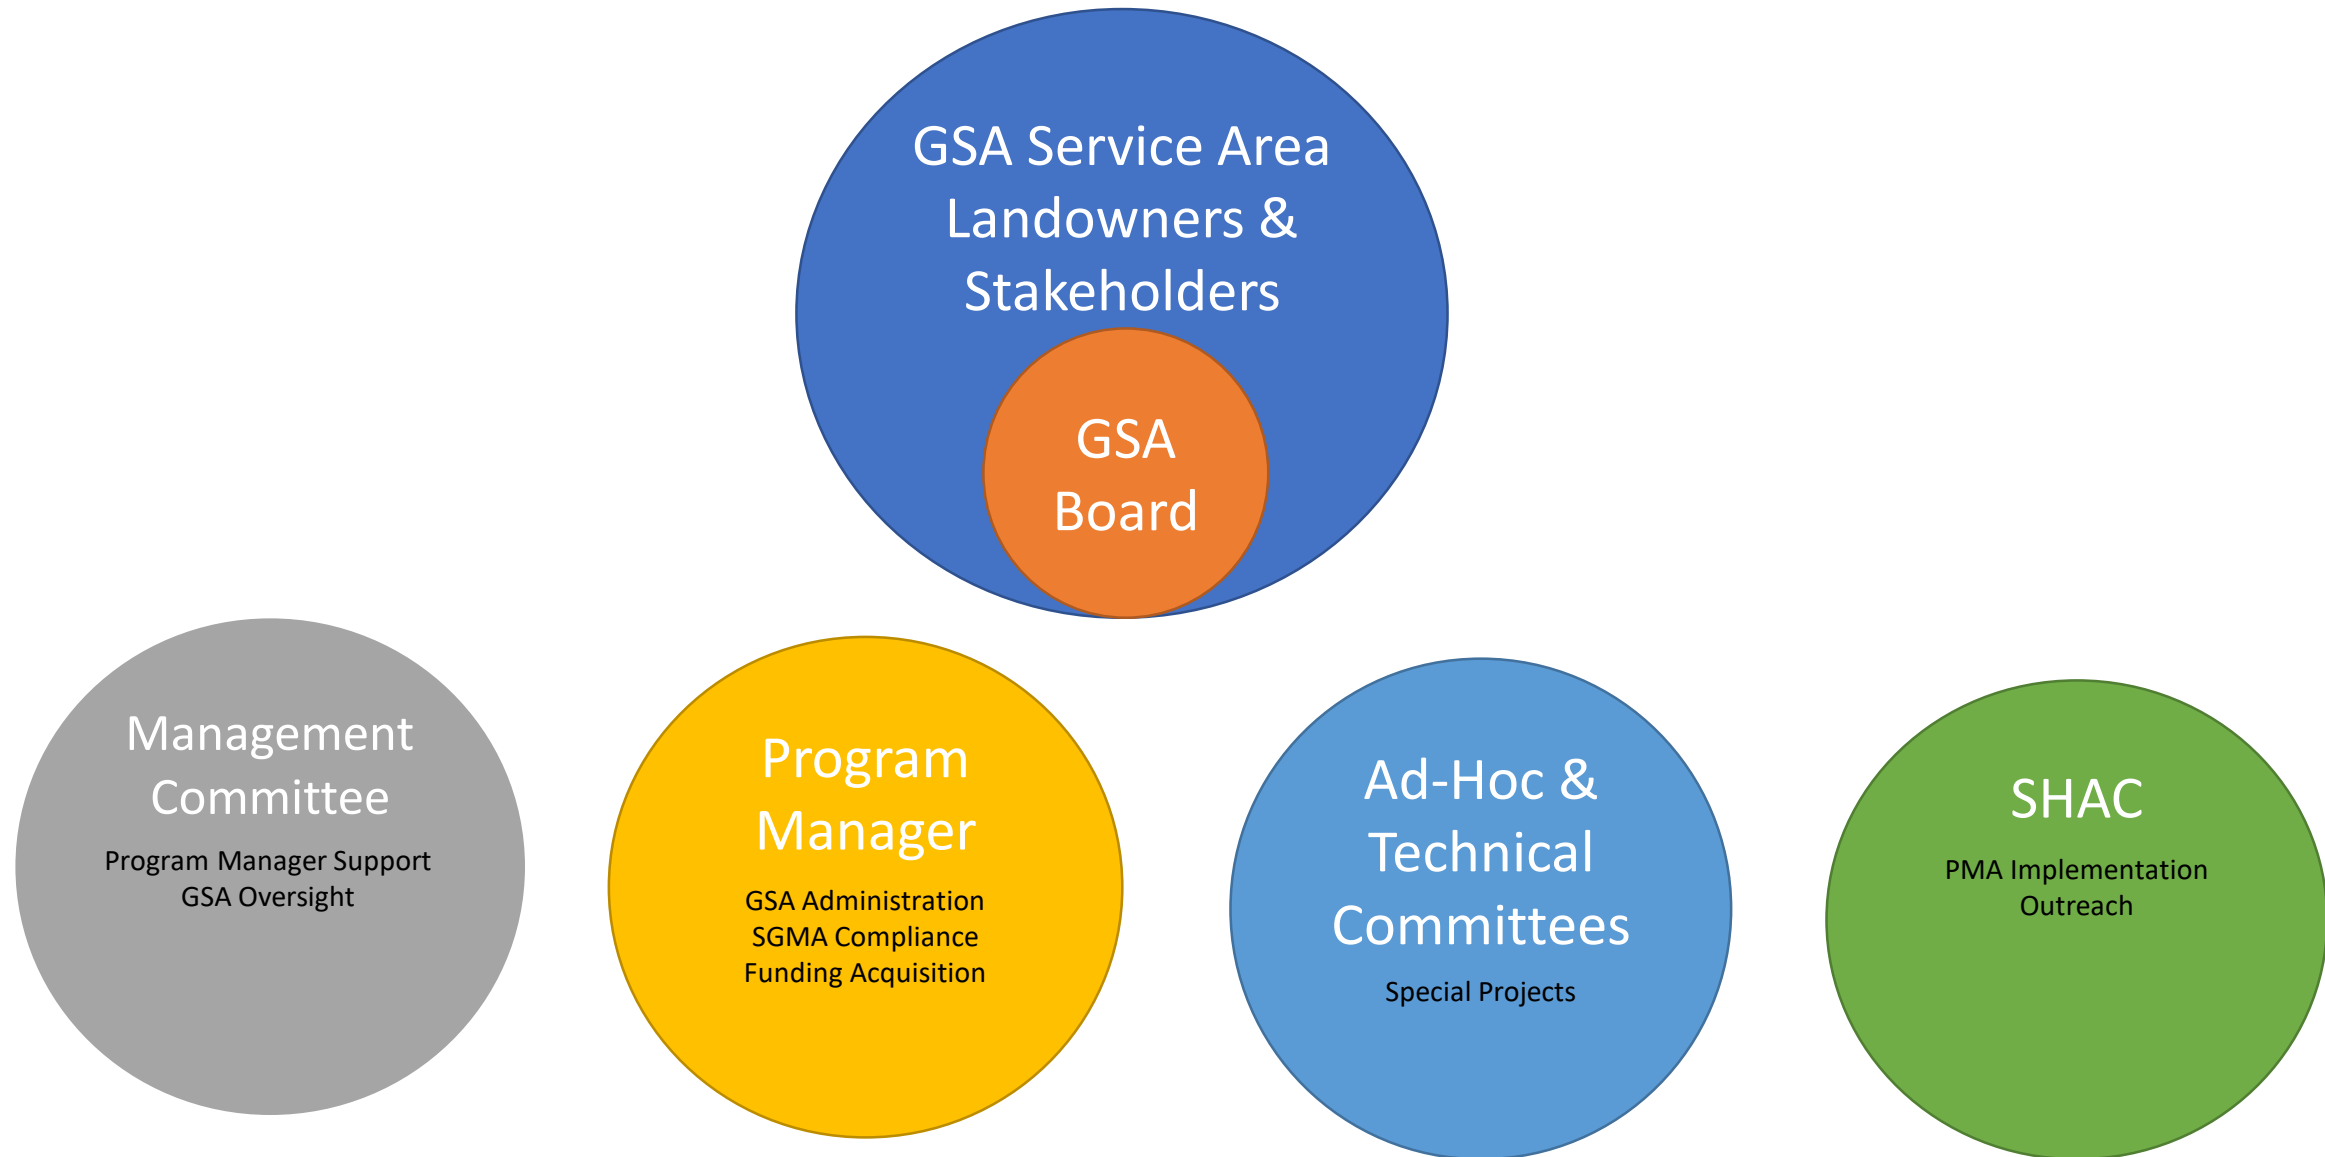 GSA Service Area
Landowners &
Stakeholders
GSA
Board
Management
Committee
Program Manager Support
GSA Oversight
Program
Manager
GSA Administration
SGMA Compliance
Funding Acquisition
Ad-Hoc &
Technical
Committees
Special Projects
SHAC
PMA Implementation
Outreach